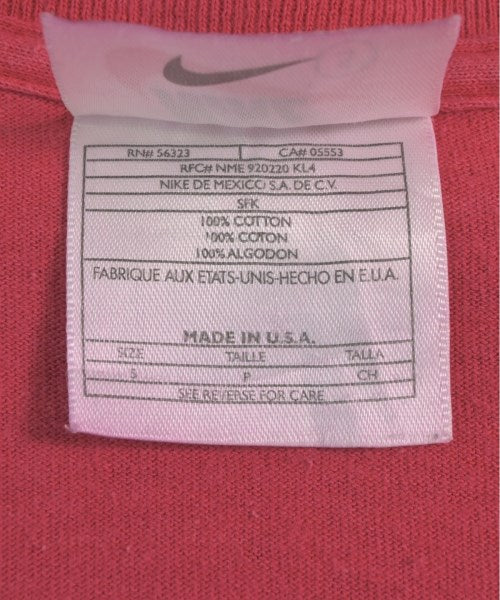 RN# 56323 CA# 05553
RFC# NME 920220 KL4
NIKE DE MEXICO S.A. DE C.V.
SFK
100% COTTON
100% COTON
100% ALGODON
FABRIQUE AUX ETATS-UNIS-HECHO EN E.U.A.
MADE IN U.S.A.
SIZE TAILLE TALLA
S P CH
SEE REVERSE FOR CARE